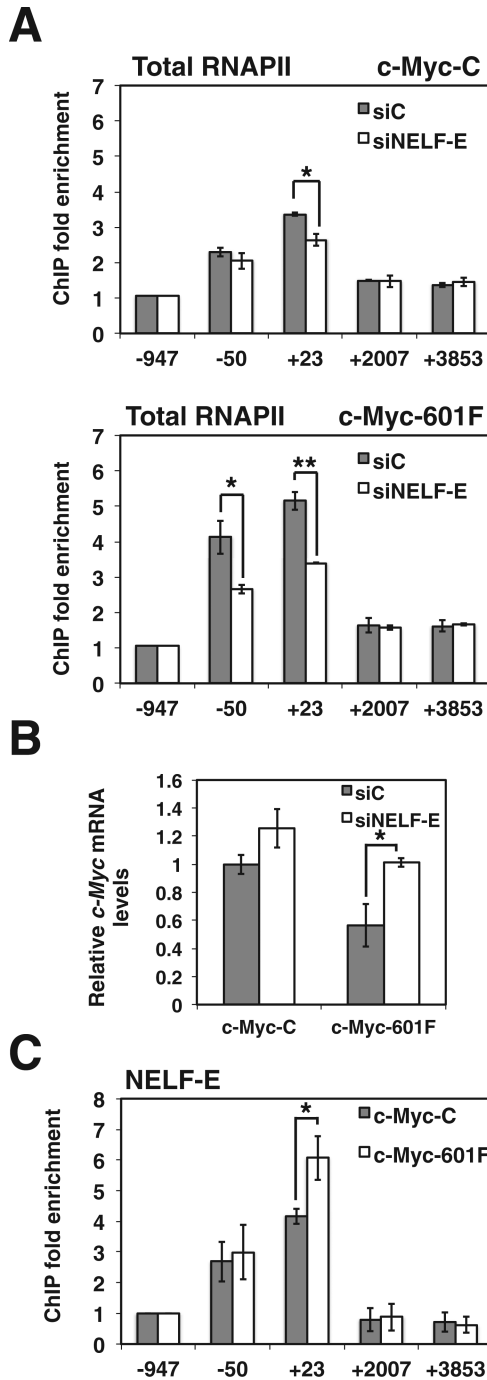 A
Total RNAPII c-Myc-C
7
6
5
4
3
2
1
0
ChIP fold enrichment
siC
siNELF-E
*
-947 -50 +23 +2007 +3853
Total RNAPII c-Myc-601F
7
6
5
4
3
2
1
0
ChIP fold enrichment
siC
siNELF-E
*
**
-947 -50 +23 +2007 +3853
B
1.6
1.4
1.2
1
0.8
0.6
0.4
0.2
0
Relative c-Myc mRNA
levels
siC
siNELF-E
*
c-Myc-C c-Myc-601F
C
NELF-E
8
7
6
5
4
3
2
1
0
ChIP fold enrichment
c-Myc-C
c-Myc-601F
*
-947 -50 +23 +2007 +3853